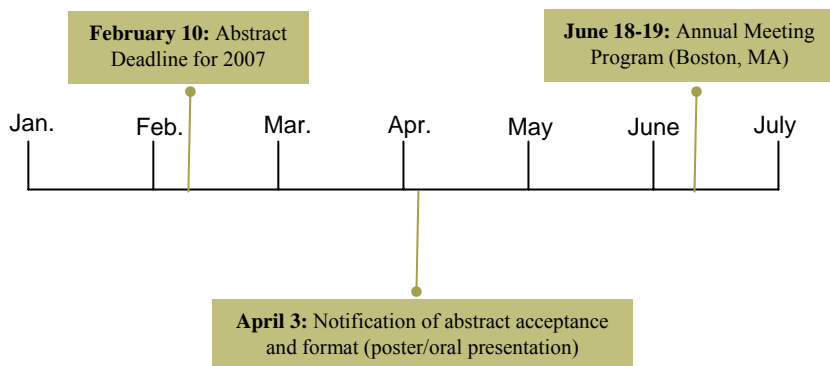 February 10: Abstract
Deadline for 2007
June 18-19: Annual Meeting
Program (Boston, MA)
Jan.
Feb.
Mar.
Apr.
May
June
July
April 3: Notification of abstract acceptance
and format (poster/oral presentation)